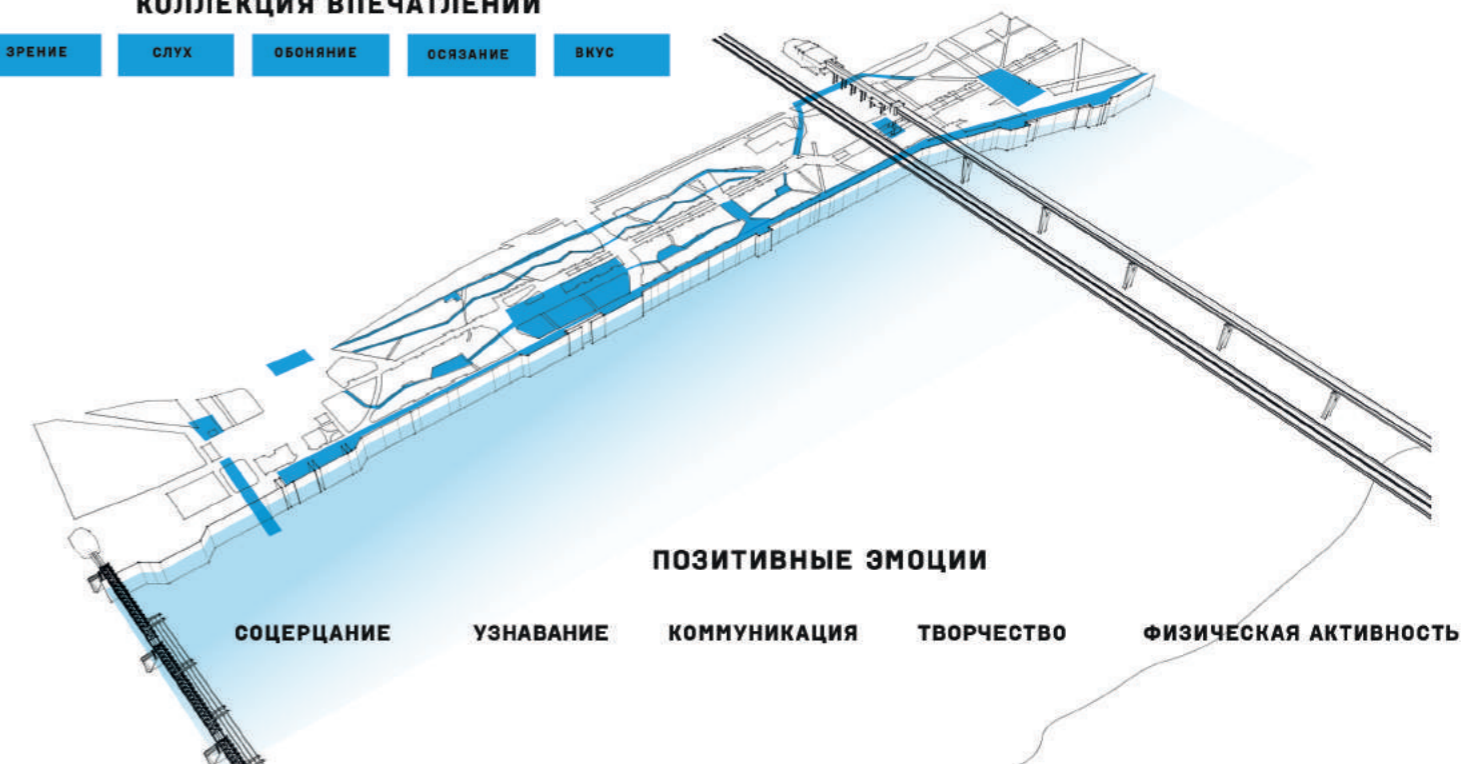 КОЛЛЕКЦИЯ ВПЕЧАТЛЕНИЙ
ЗРЕНИЕ СЛУХ ОБОНЯНИЕ ОСЯЗАНИЕ ВКУС
ПОЗИТИВНЫЕ ЭМОЦИИ
СОЦЕРЦАНИЕ УЗНАВАНИЕ КОММУНИКАЦИЯ ТВОРЧЕСТВО ФИЗИЧЕСКАЯ АКТИВНОСТЬ